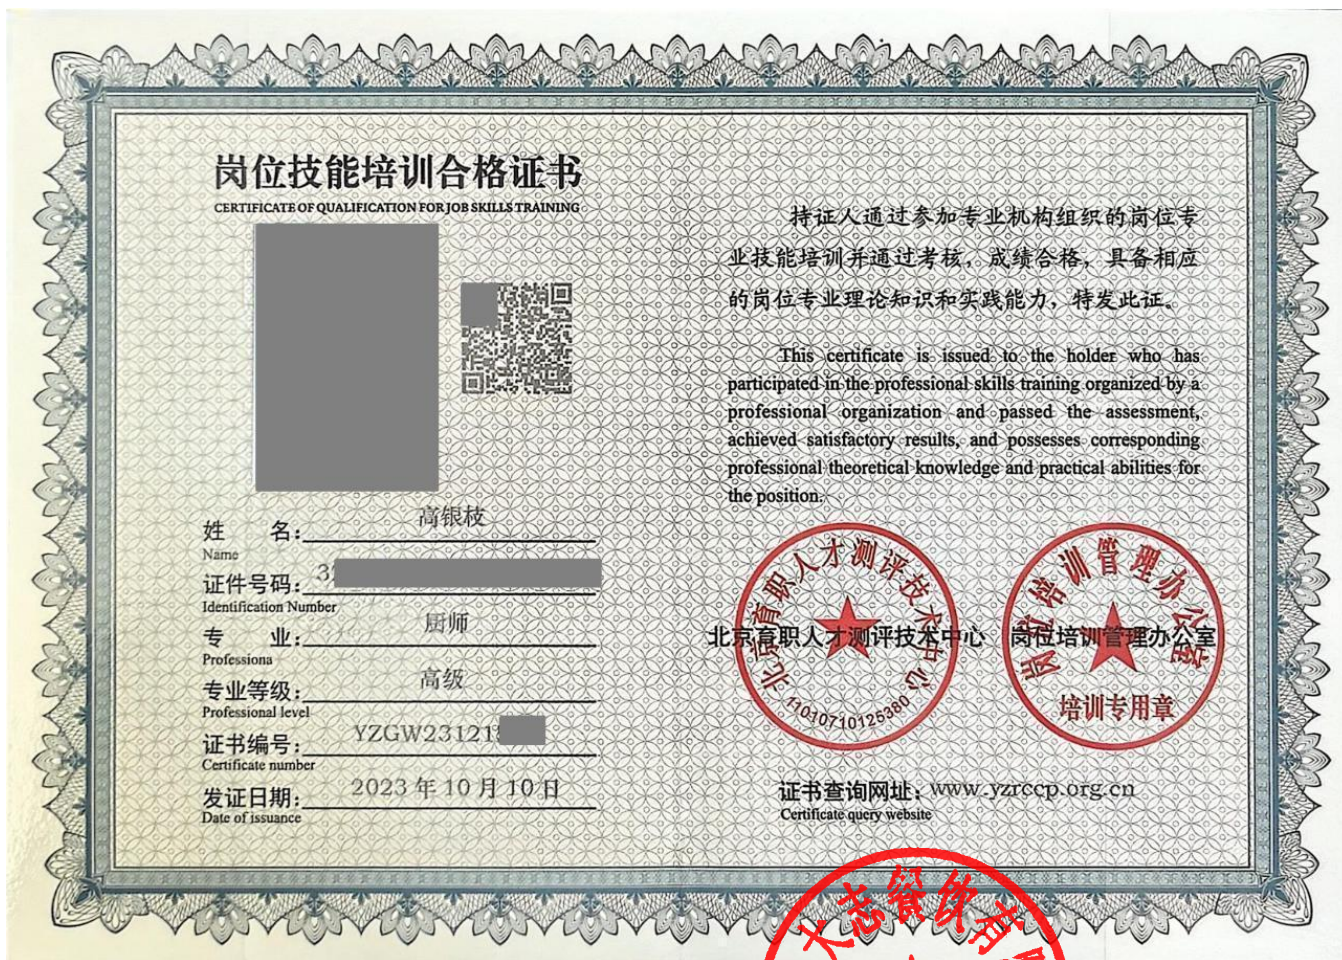 岗位技能培训合格证书
CERTIFICATE OF QUALIFICATION FOR JOB SKILLS TRAINING
姓 名： 高银枝
Name
证件号码： 3
Identification Number
专 业： 厨师
Professiona
专业等级： 高级
Professional level
证书编号： YZGW23121
Certificate number
发证日期： 2023 年 10 月 10 日
Date of issuance
持证人通过参加专业机构组织的岗位专
业技能培训并通过考核，成绩合格，具备相应
的岗位专业理论知识和实践能力，特发此证。
This certificate is issued to the holder who has
participated in the professional skills training organized by a
professional organization and passed the assessment,
achieved satisfactory results, and possesses corresponding
professional theoretical knowledge and practical abilities for
the position.
北京育职人才测评技术中心
北京育职人才测评技术中心
11010710125380
岗位培训管理办公室
岗位培训管理办公室
培训专用章
证书查询网址：www.yzrccp.org.cn
Certificate query website
大志餐饮有限